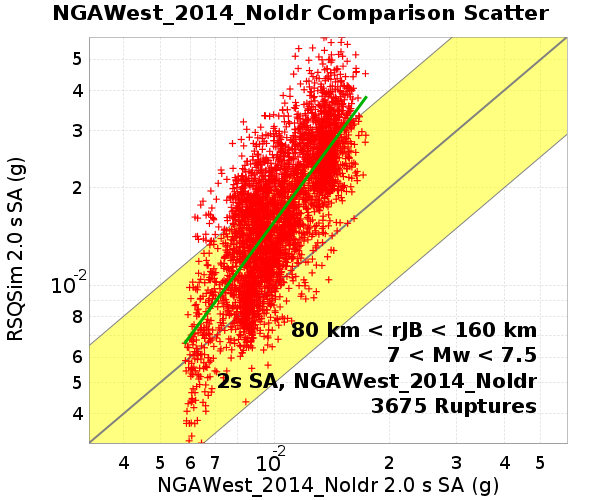 NGAWest_2014_NoIdr Comparison Scatter
5
4
3
2
10-2
8
6
5
4
RSQSim 2.0 s SA (g)
80 km < rJB < 160 km
7 < Mw < 7.5
2s SA, NGAWest_2014_NoIdr
3675 Ruptures
4 5 6 7 10-2 2 3 4 5
NGAWest_2014_NoIdr 2.0 s SA (g)